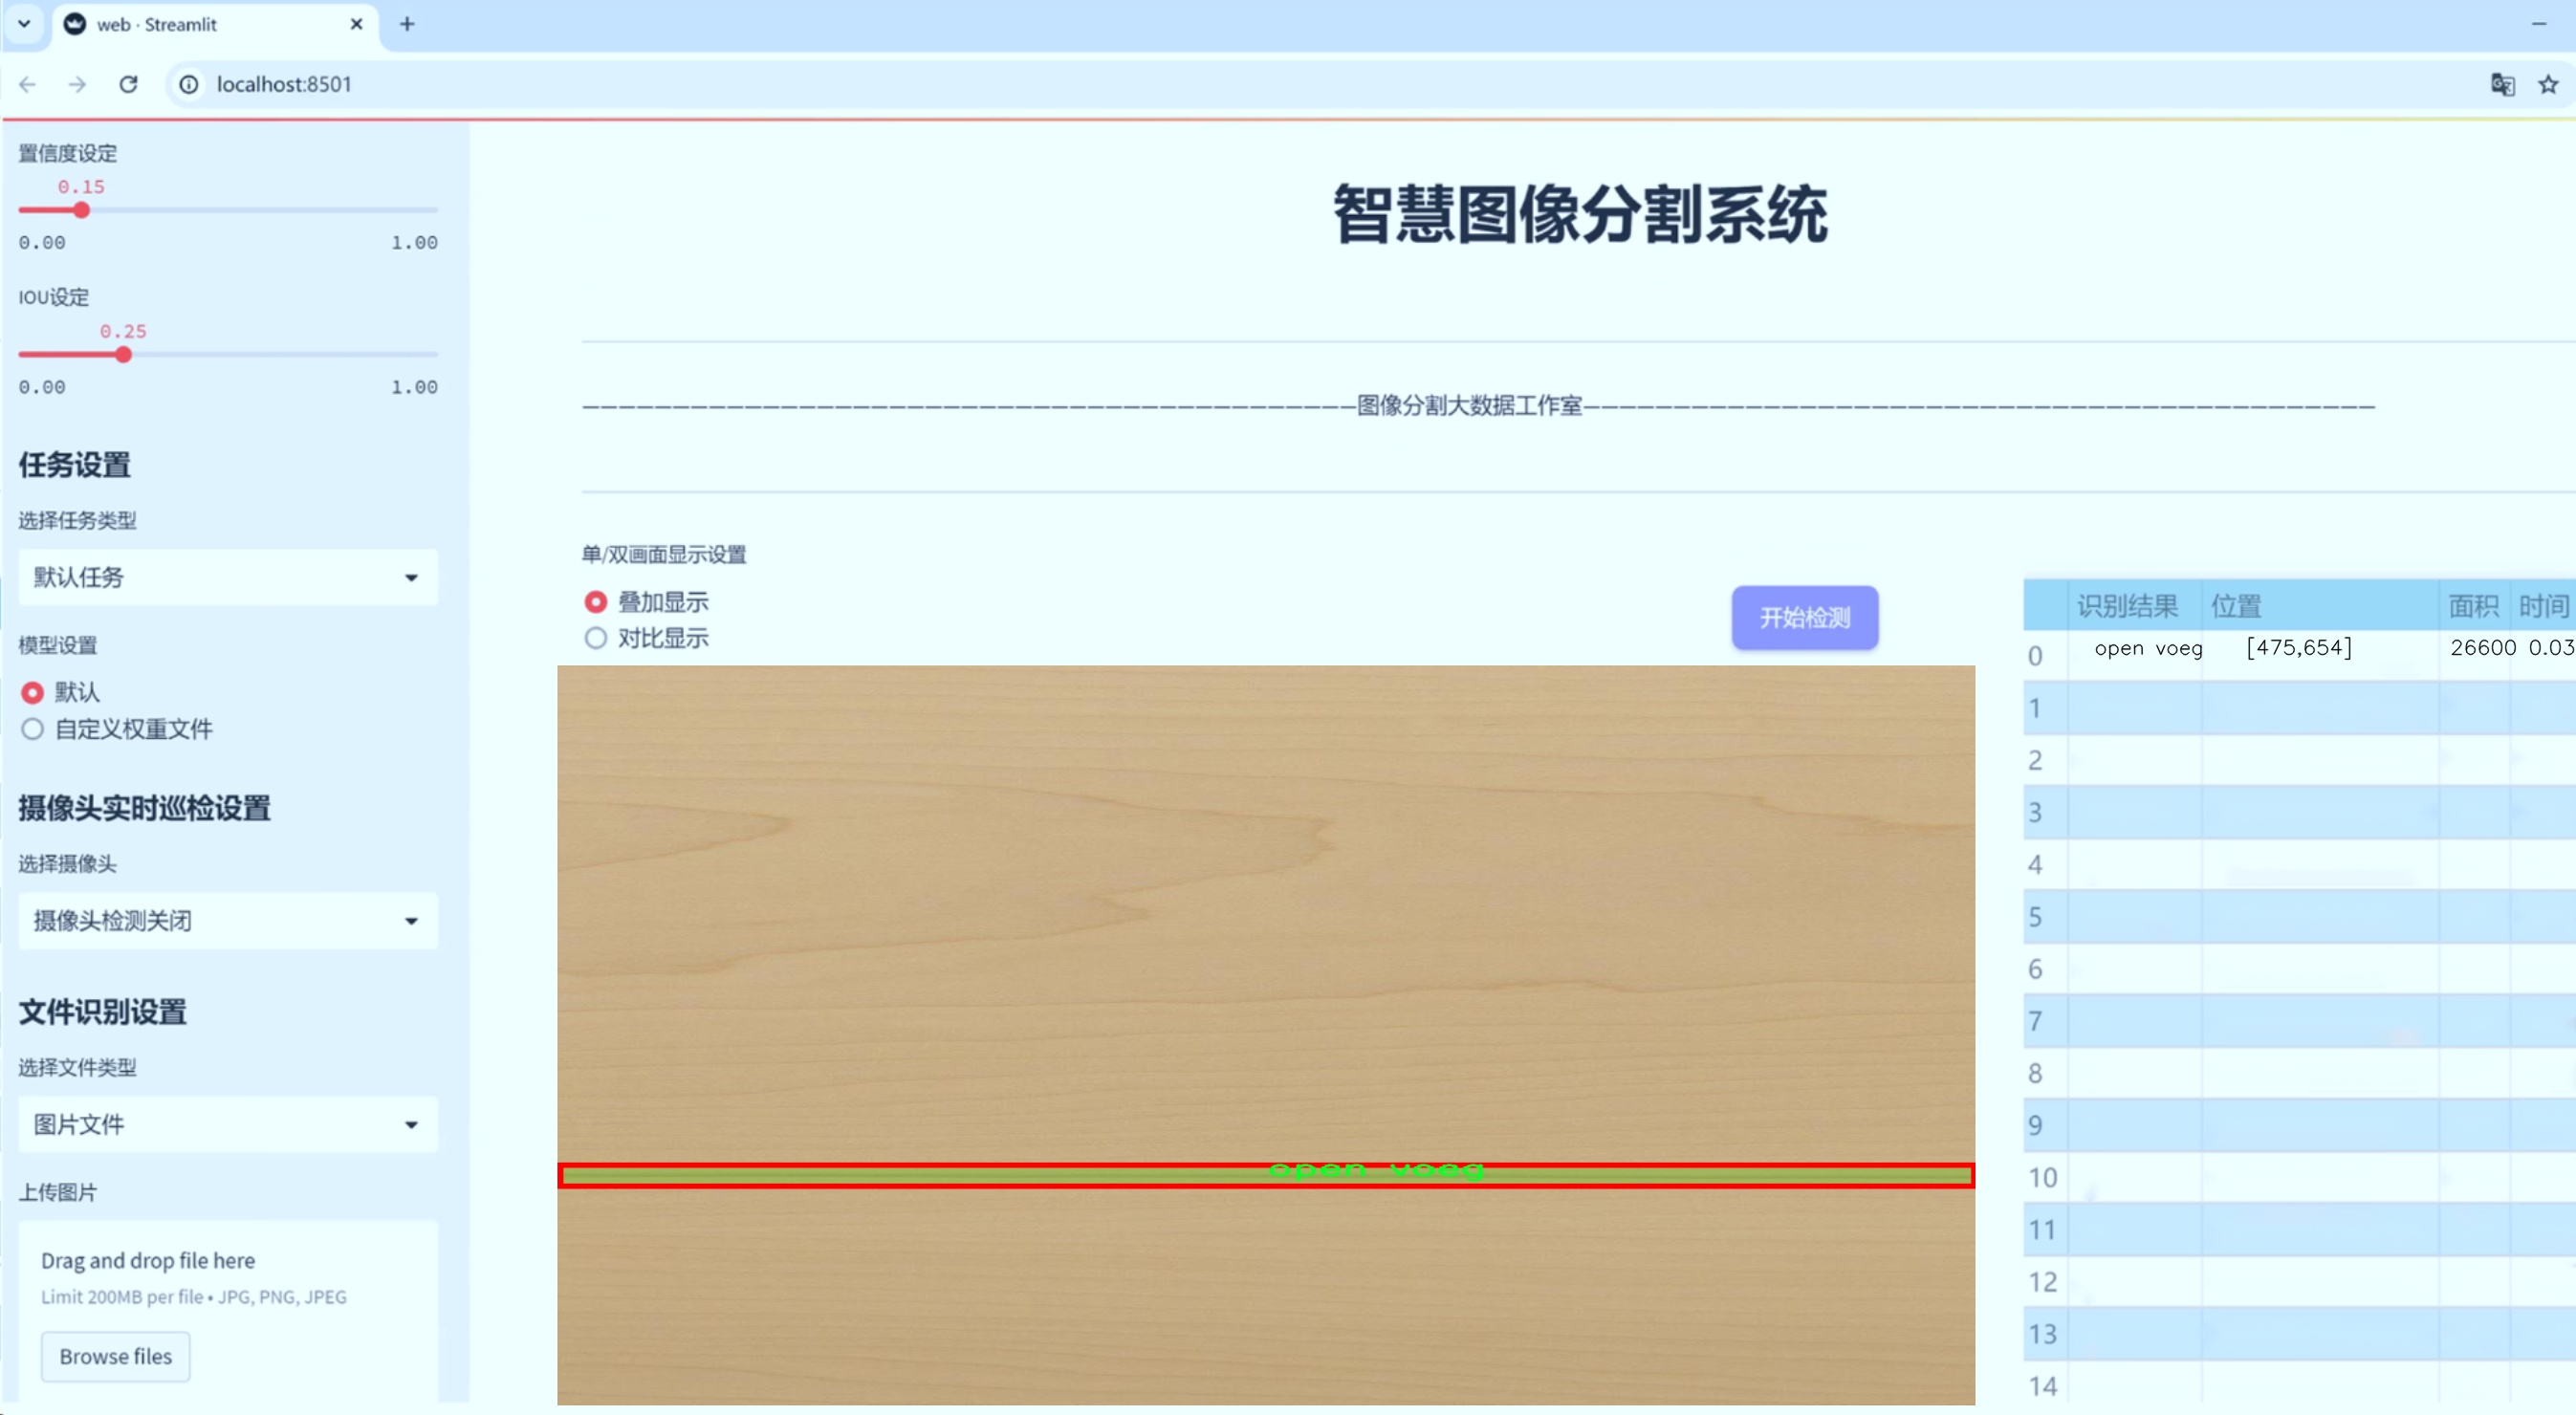 web · Streamlit
localhost:8501
置信度设定
0.15
0.00 1.00
IOU设定
0.25
0.00 1.00
任务设置
选择任务类型
默认任务
模型设置
默认
自定义权重文件
摄像头实时巡检设置
选择摄像头
摄像头检测关闭
文件识别设置
选择文件类型
图片文件
上传图片
Drag and drop file here
Limit 200MB per file • JPG, PNG, JPEG
Browse files
智慧图像分割系统
图像分割大数据工作室
单/双画面显示设置
叠加显示
对比显示
开始检测
open voeg
识别结果 位置 面积 时间
0 open voeg [475,654] 26600 0.03
1
2
3
4
5
6
7
8
9
10
11
12
13
14